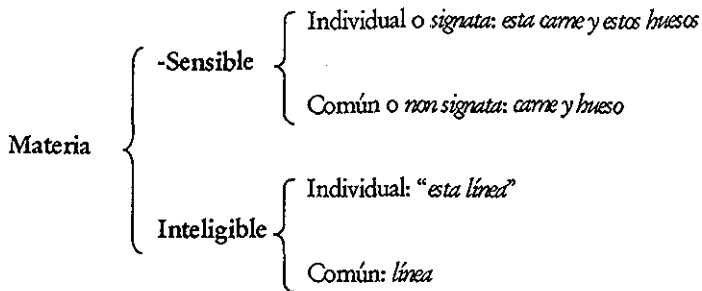 Individual o signata: esta carne y estos huesos
-Sensible
Común o non signata: carne y hueso
Materia
Individual: “esta línea”
Inteligible
Común: línea